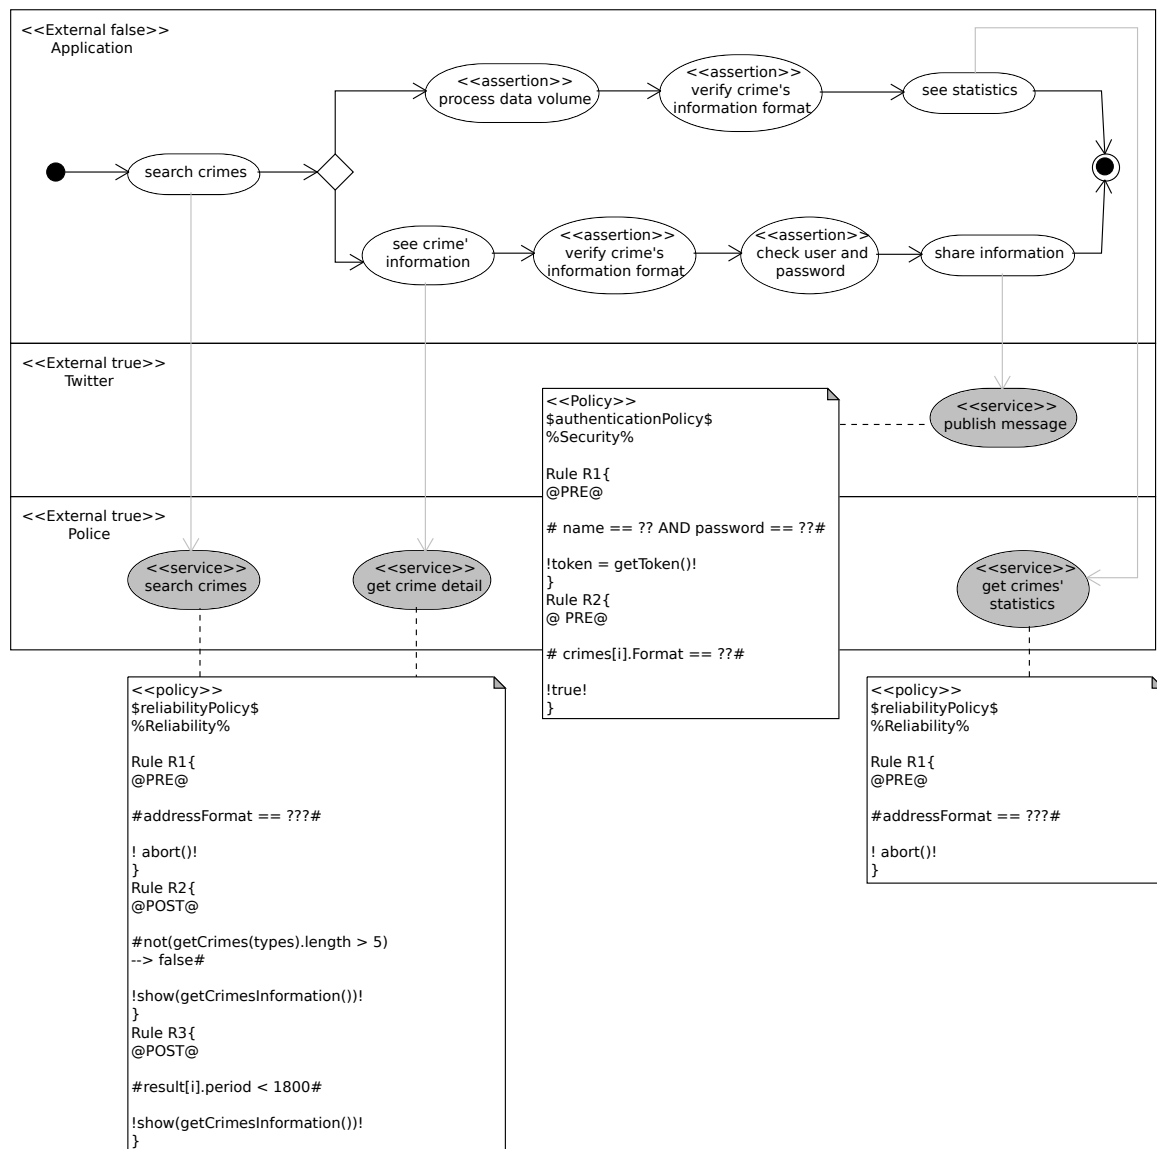 <<External false>>
Application
<<assertion>>
process data volume
<<assertion>>
verify crime's
information format
see statistics
search crimes
see crime'
information
<<assertion>>
verify crime's
information format
<<assertion>>
check user and
password
share information
<<External true>>
Twitter
<<Policy>>
$authenticationPolicy$
%Security%
Rule R1{
@PRE@
# name == ?? AND password == ??#
!token = getToken()!
}
Rule R2{
@ PRE@
# crimes[i].Format == ??#
!true!
}
<<service>>
publish message
<<External true>>
Police
<<service>>
search crimes
<<service>>
get crime detail
<<service>>
get crimes'
statistics
<<policy>>
$reliabilityPolicy$
%Reliability%
Rule R1{
@PRE@
#addressFormat == ???#
! abort()!
}
Rule R2{
@POST@
#not(getCrimes(types).length > 5)
--> false#
!show(getCrimesInformation())!
}
Rule R3{
@POST@
#result[i].period < 1800#
!show(getCrimesInformation())!
}
<<policy>>
$reliabilityPolicy$
%Reliability%
Rule R1{
@PRE@
#addressFormat == ???#
! abort()!
}